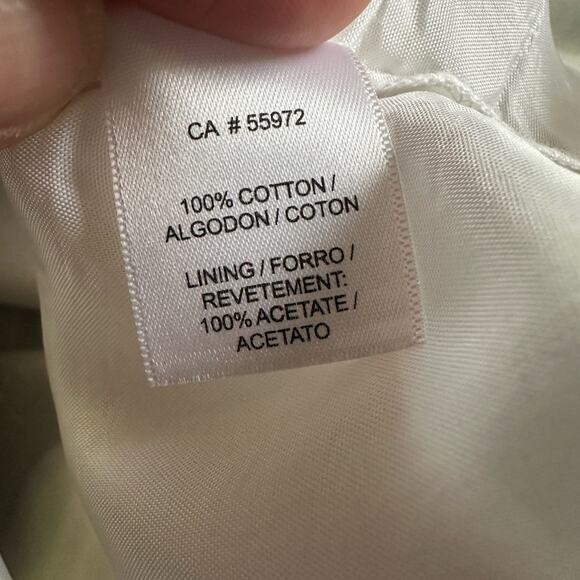 CA # 55972
100% COTTON /
ALGODON / COTON
LINING / FORRO /
REVETEMENT:
100% ACETATE /
ACETATO